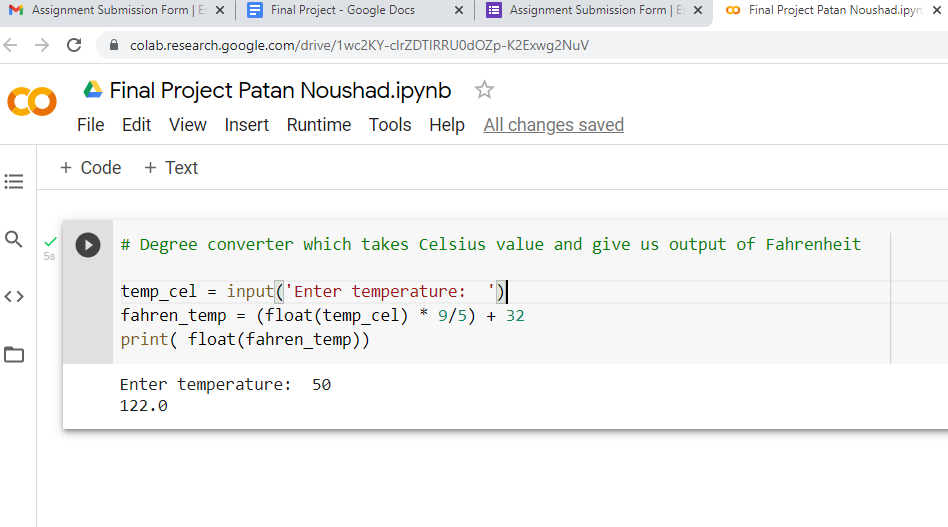 Assignment Submission Form | Es
Final Project - Google Docs
Assignment Submission Form | Es
Final Project Patan Noushad.ipyn
colab.research.google.com/drive/1wc2KY-clrZDTIRRU0dOZp-K2Exwg2NuV
Final Project Patan Noushad.ipynb
File Edit View Insert Runtime Tools Help All changes saved
+ Code + Text
5s
# Degree converter which takes Celsius value and give us output of Fahrenheit
temp_cel = input('Enter temperature:  ')
fahren_temp = (float(temp_cel) * 9/5) + 32
print( float(fahren_temp))
Enter temperature:  50
122.0